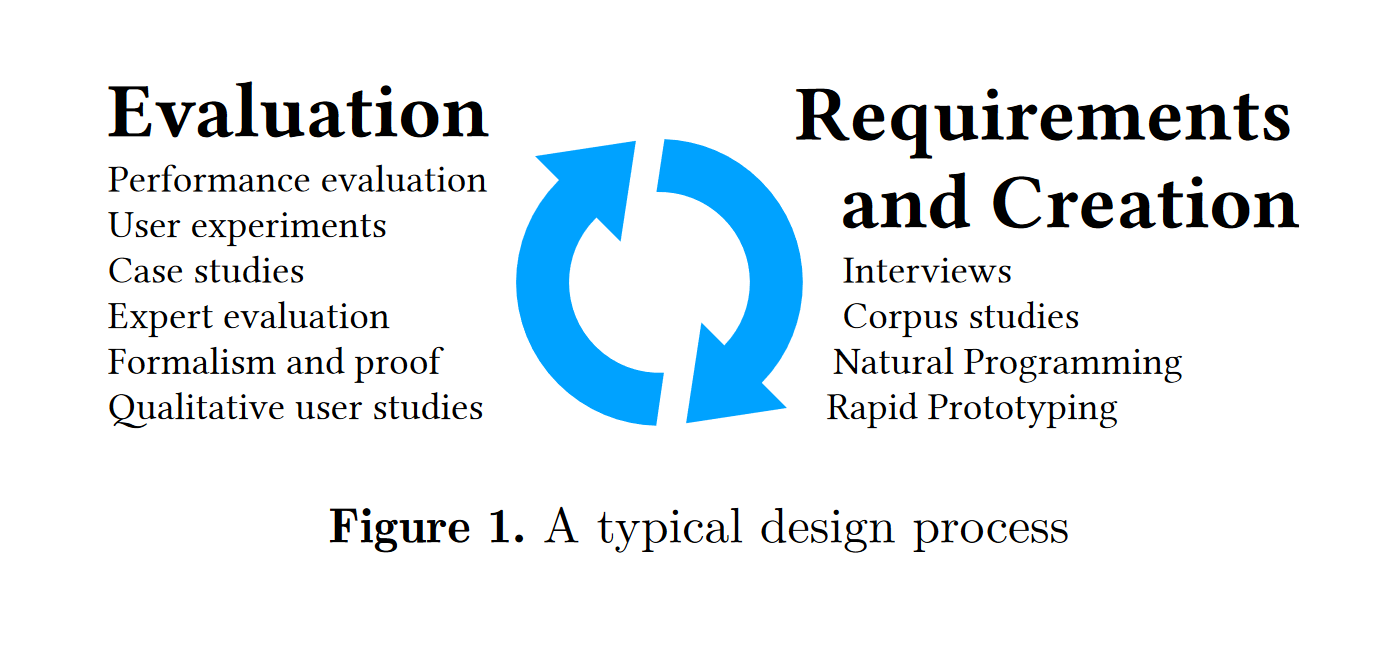 Evaluation
Performance evaluation
User experiments
Case studies
Expert evaluation
Formalism and proof
Qualitative user studies
Requirements
and Creation
Interviews
Corpus studies
Natural Programming
Rapid Prototyping
Figure 1. A typical design process